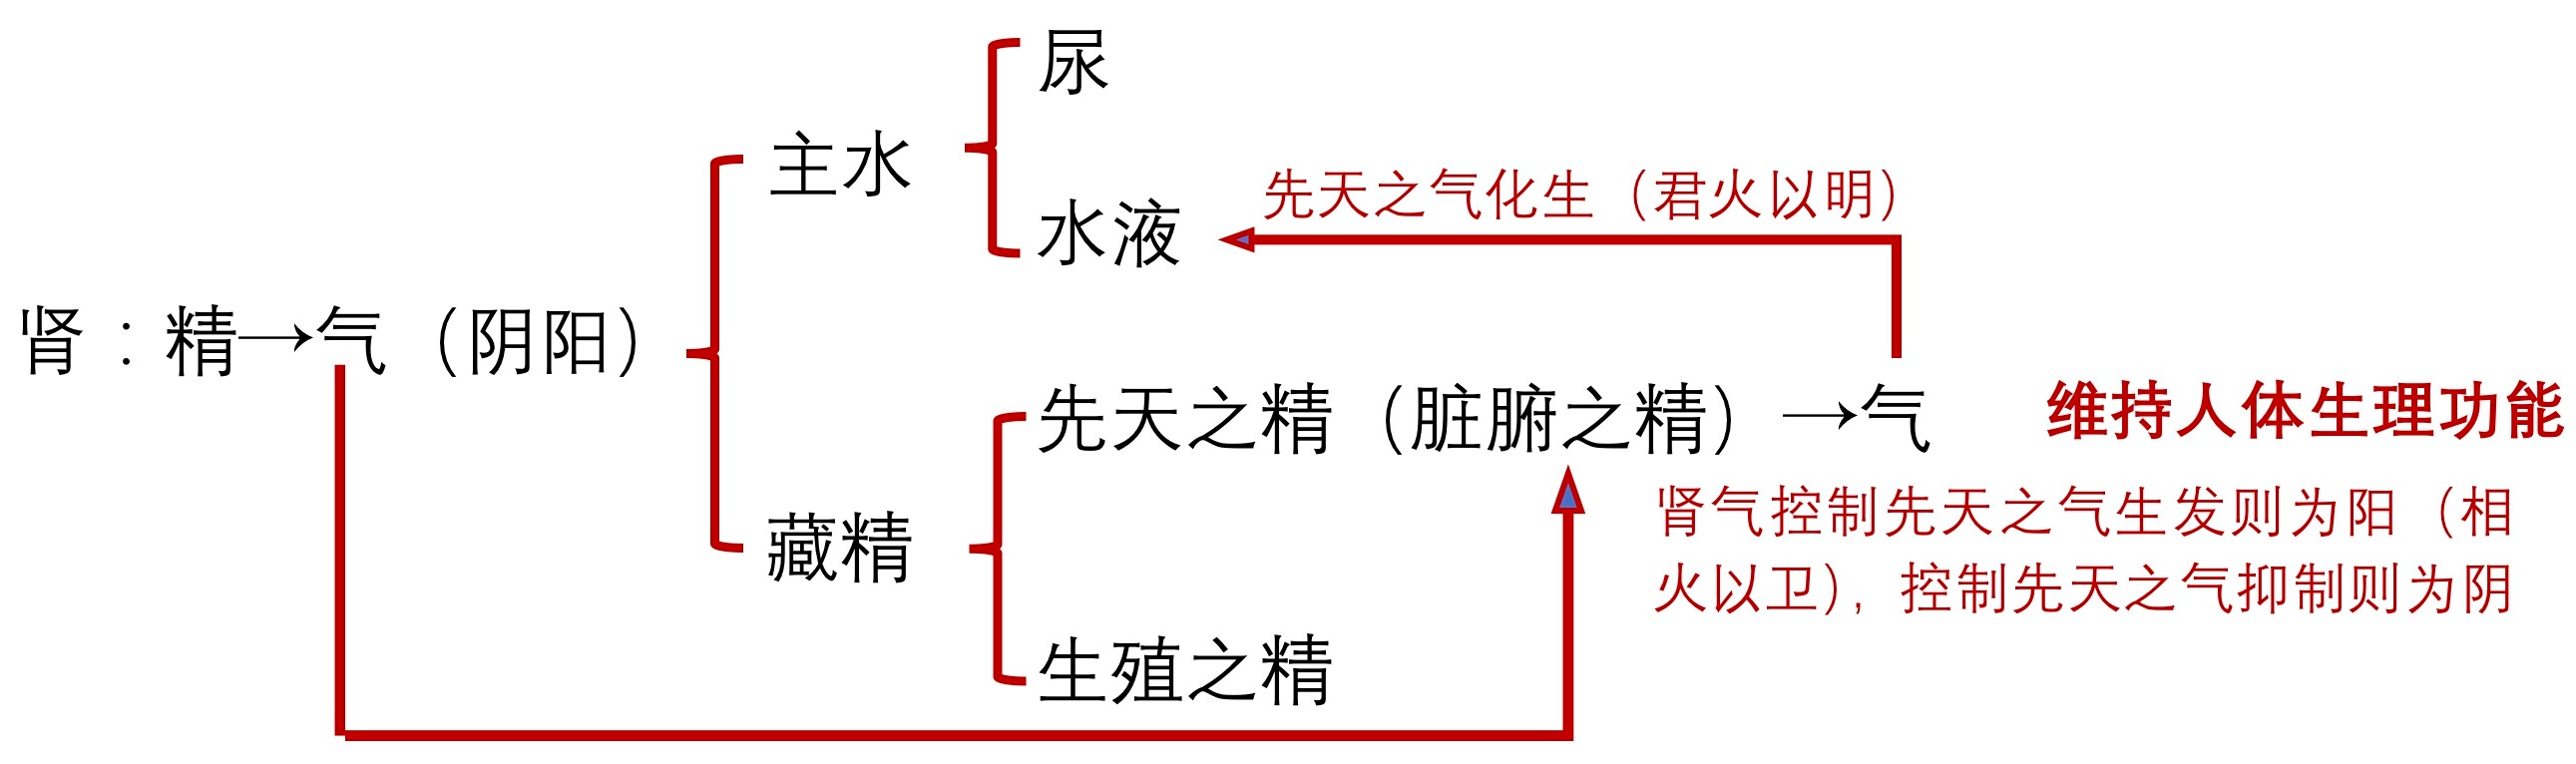 尿
主水
先天之气化生（君火以明）
水液
肾：精→气（阴阳）
先天之精（脏腑之精）→气
维持人体生理功能
肾气控制先天之气生发则为阳（相
火以卫），控制先天之气抑制则为阴
藏精
生殖之精